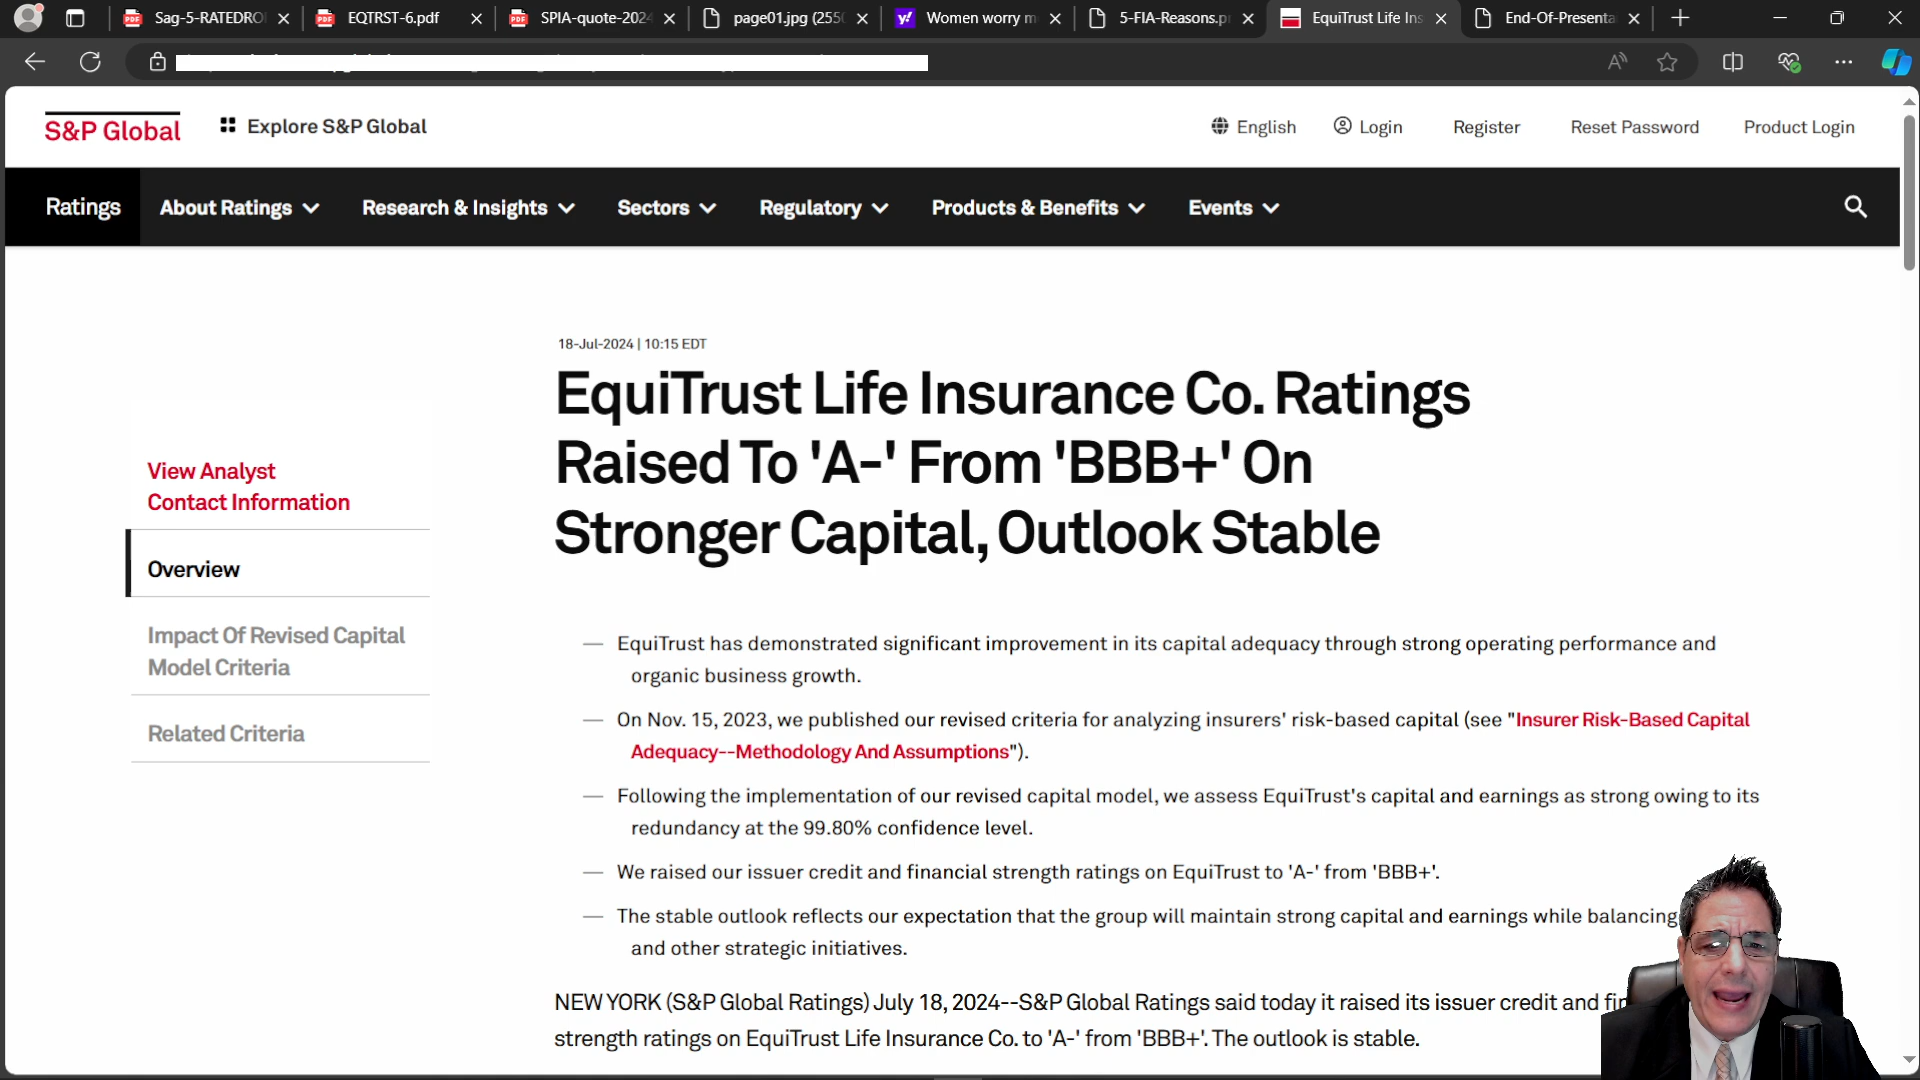 Sag-5-RATEDRO
EQTRST-6.pdf
SPIA-quote-202
page01.jpg (255
Women worry m
5-FIA-Reasons.p
EquiTrust Life Ins
End-Of-Presenta
S&P Global
Explore S&P Global
English
Login
Register
Reset Password
Product Login
Ratings
About Ratings
Research & Insights
Sectors
Regulatory
Products & Benefits
Events
18-Jul-2024 | 10:15 EDT
EquiTrust Life Insurance Co. Ratings
Raised To 'A-' From 'BBB+' On
Stronger Capital, Outlook Stable
View Analyst
Contact Information
Overview
Impact Of Revised Capital
Model Criteria
Related Criteria
— EquiTrust has demonstrated significant improvement in its capital adequacy through strong operating performance and
organic business growth.
— On Nov. 15, 2023, we published our revised criteria for analyzing insurers' risk-based capital (see "Insurer Risk-Based Capital
Adequacy--Methodology And Assumptions").
— Following the implementation of our revised capital model, we assess EquiTrust's capital and earnings as strong owing to its
redundancy at the 99.80% confidence level.
— We raised our issuer credit and financial strength ratings on EquiTrust to 'A-' from 'BBB+'.
— The stable outlook reflects our expectation that the group will maintain strong capital and earnings while balancing
and other strategic initiatives.
NEW YORK (S&P Global Ratings) July 18, 2024--S&P Global Ratings said today it raised its issuer credit and
strength ratings on EquiTrust Life Insurance Co. to 'A-' from 'BBB+'. The outlook is stable.